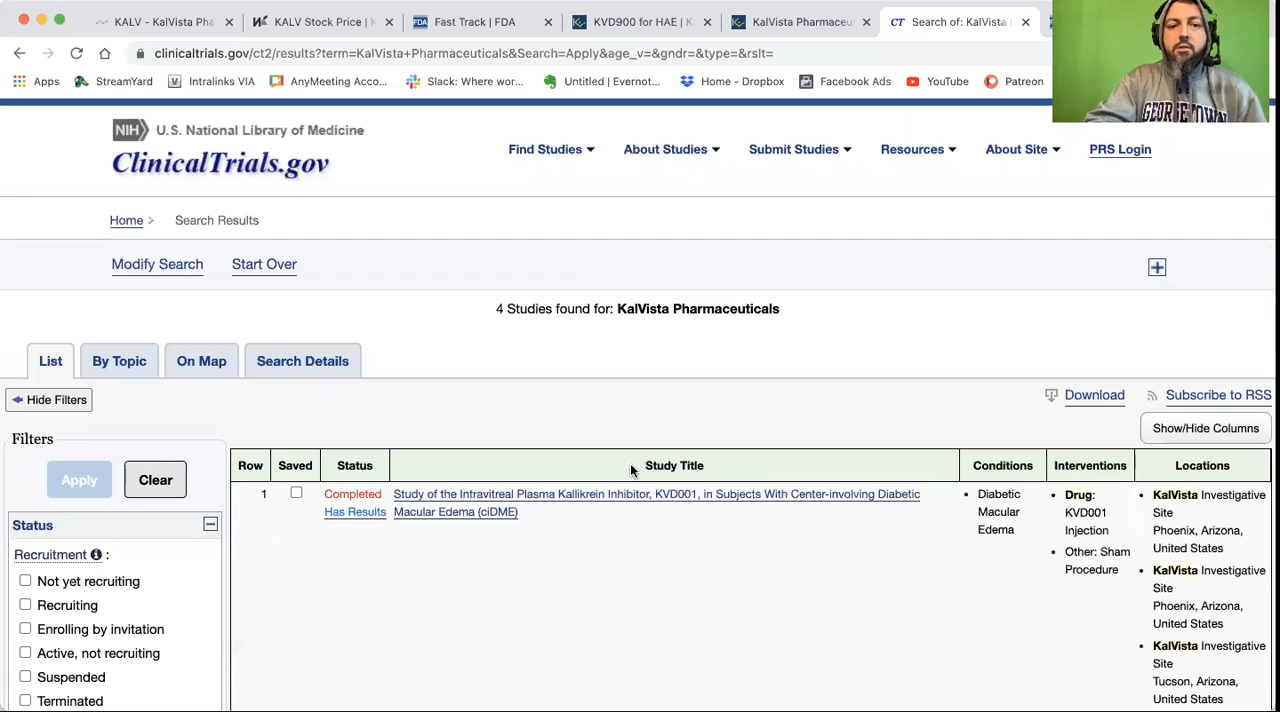 KALV - KalVista Pha
KALV Stock Price | K
Fast Track | FDA
KVD900 for HAE | K
KalVista Pharmaceut
Search of: KalVista
clinicaltrials.gov/ct2/results?term=KalVista+Pharmaceuticals&Search=Apply&age_v=&gndr=&type=&rslt=
Apps
StreamYard
Intralinks VIA
AnyMeeting Acco...
Slack: Where wor...
Untitled | Evernot...
Home - Dropbox
Facebook Ads
YouTube
Patreon
GEORGETOWN
NIH U.S. National Library of Medicine
ClinicalTrials.gov
Find Studies
About Studies
Submit Studies
Resources
About Site
PRS Login
Home >
Search Results
Modify Search
Start Over
4 Studies found for: KalVista Pharmaceuticals
List
By Topic
On Map
Search Details
Hide Filters
Download
Subscribe to RSS
Show/Hide Columns
Filters
Apply
Clear
Status
Recruitment :
Not yet recruiting
Recruiting
Enrolling by invitation
Active, not recruiting
Suspended
Terminated
Row
Saved
Status
Study Title
Conditions
Interventions
Locations
1
Completed
Has Results
Study of the Intravitreal Plasma Kallikrein Inhibitor, KVD001, in Subjects With Center-involving Diabetic
Macular Edema (ciDME)
• Diabetic
Macular
Edema
• Drug:
KVD001
Injection
• Other: Sham
Procedure
• KalVista Investigative
Site
Phoenix, Arizona,
United States
• KalVista Investigative
Site
Phoenix, Arizona,
United States
• KalVista Investigative
Site
Tucson, Arizona,
United States